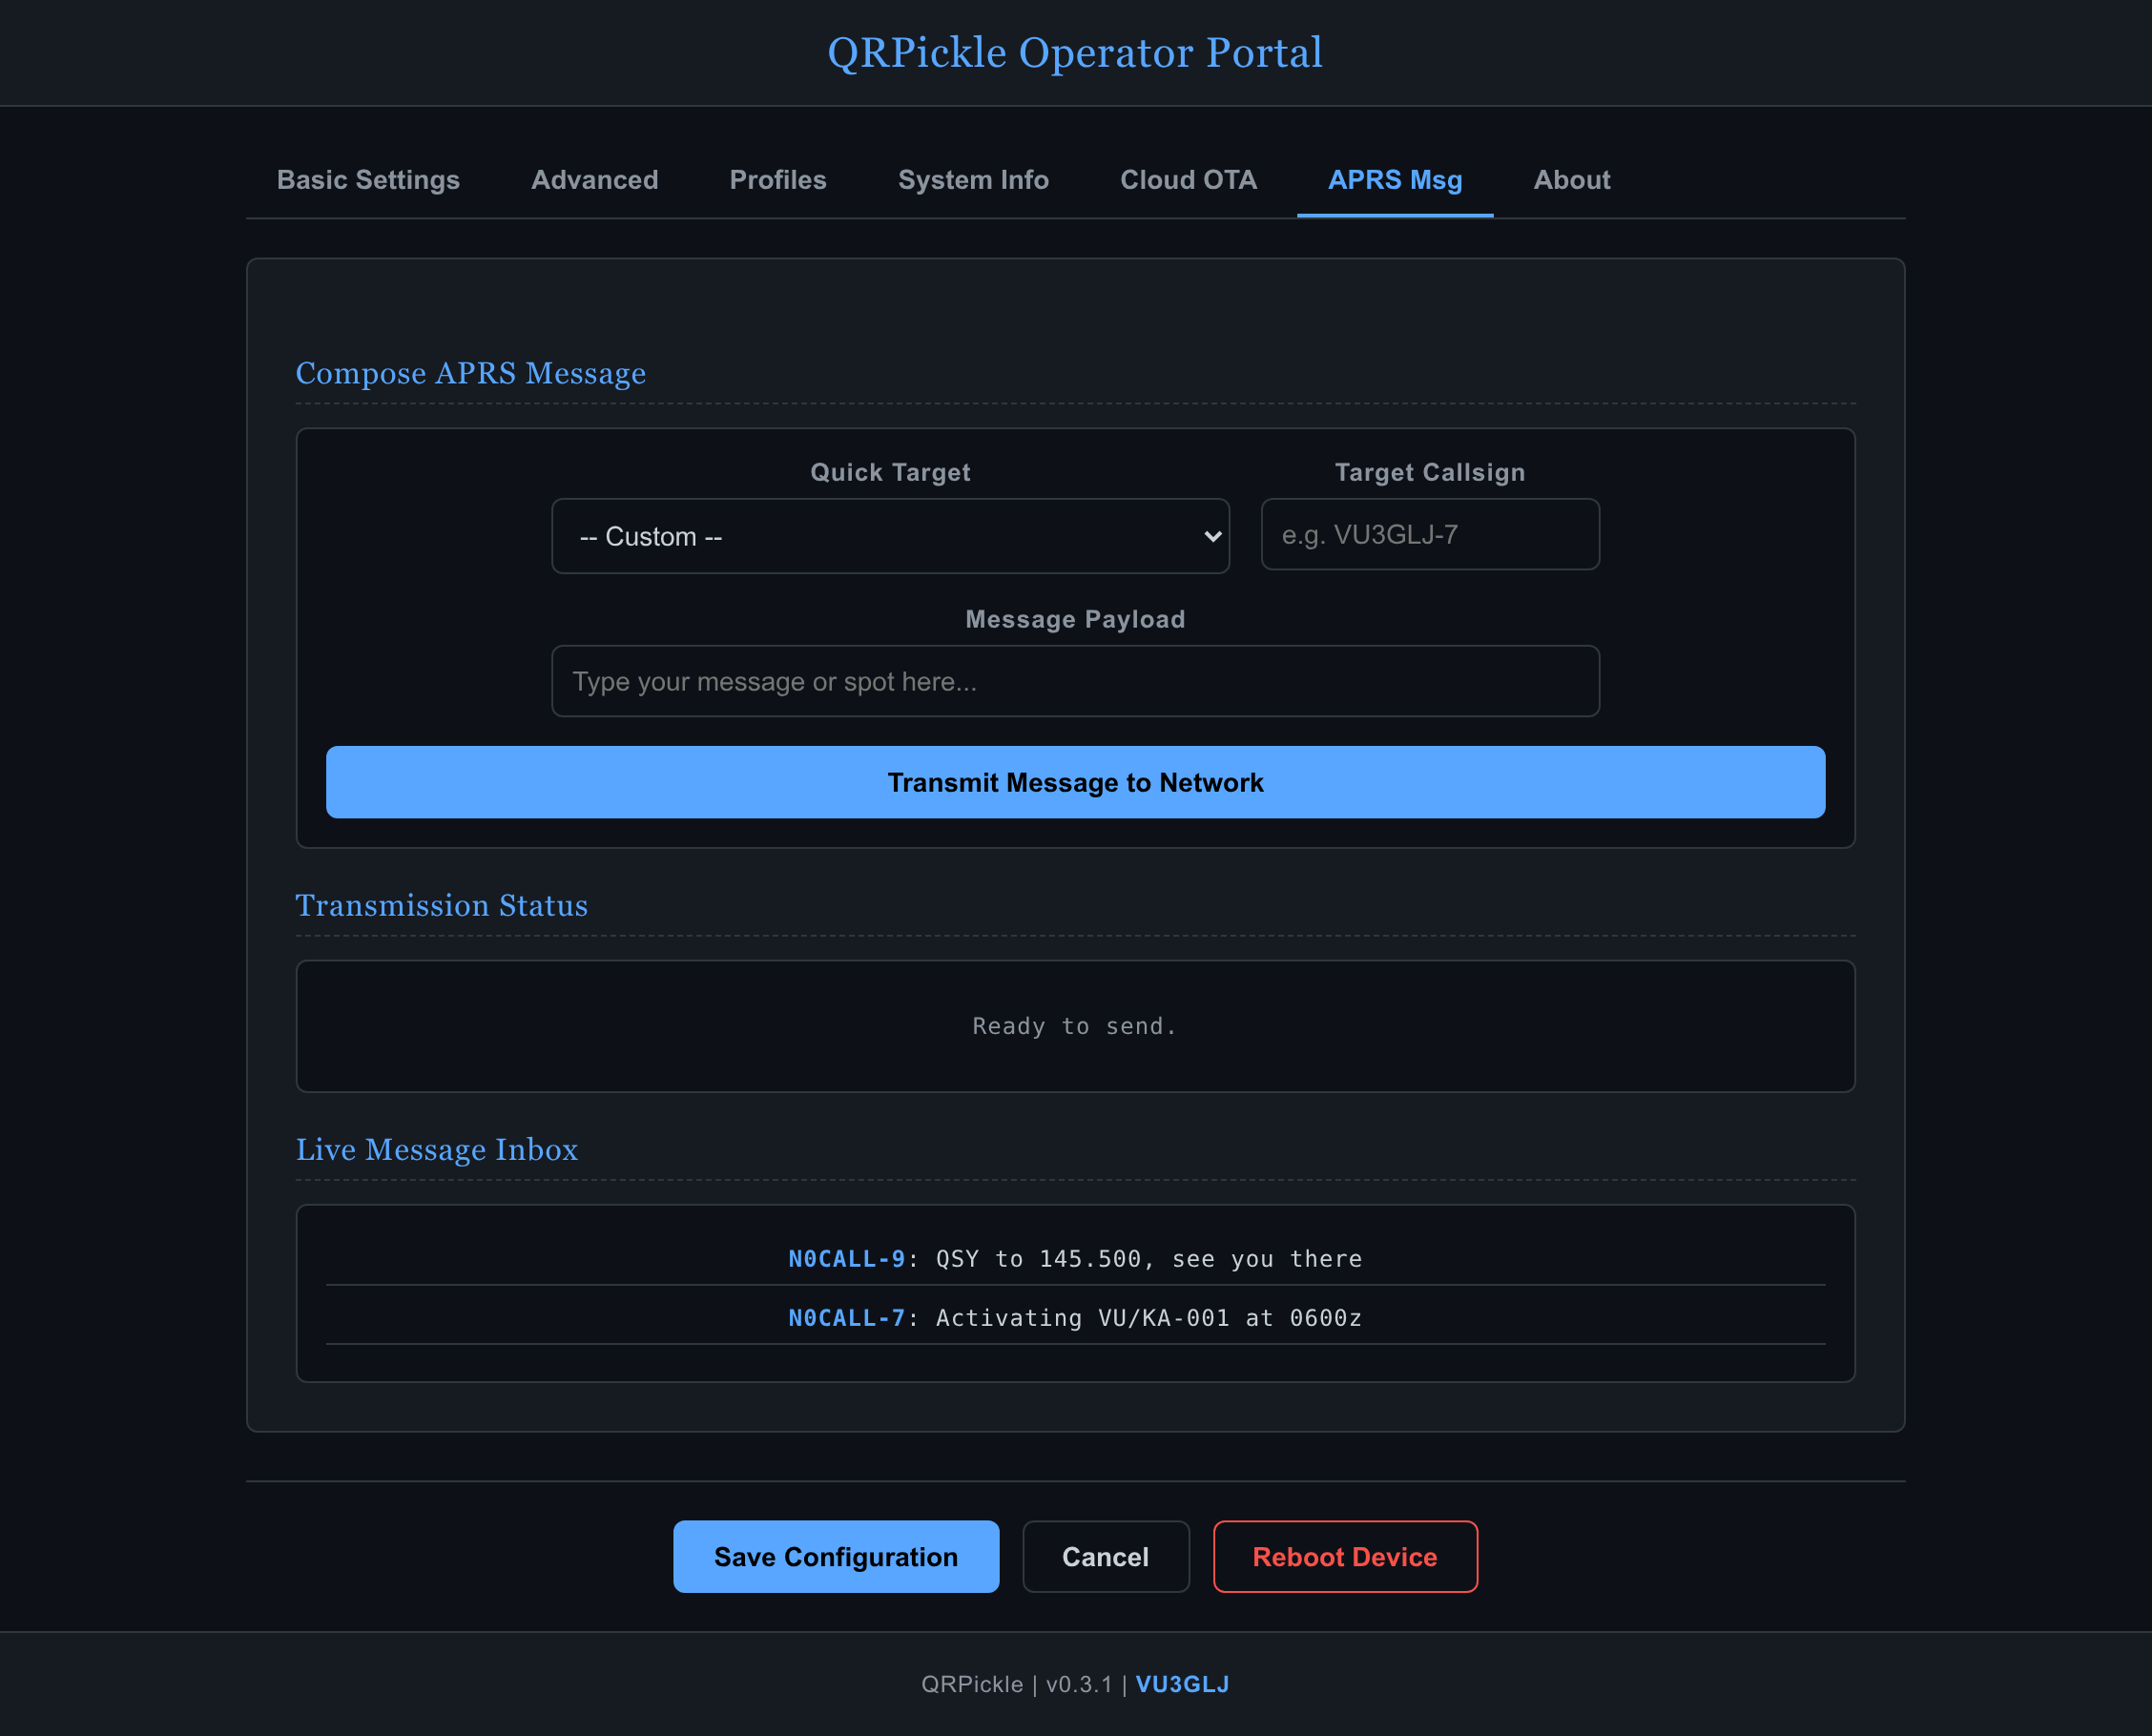 QRPickle Operator Portal
Basic Settings Advanced Profiles System Info Cloud OTA APRS Msg About
Compose APRS Message
Quick Target Target Callsign
-- Custom -- e.g. VU3GLJ-7
Message Payload
Type your message or spot here...
Transmit Message to Network
Transmission Status
Ready to send.
Live Message Inbox
N0CALL-9: QSY to 145.500, see you there
N0CALL-7: Activating VU/KA-001 at 0600z
Save Configuration Cancel Reboot Device
QRPickle | v0.3.1 | VU3GLJ